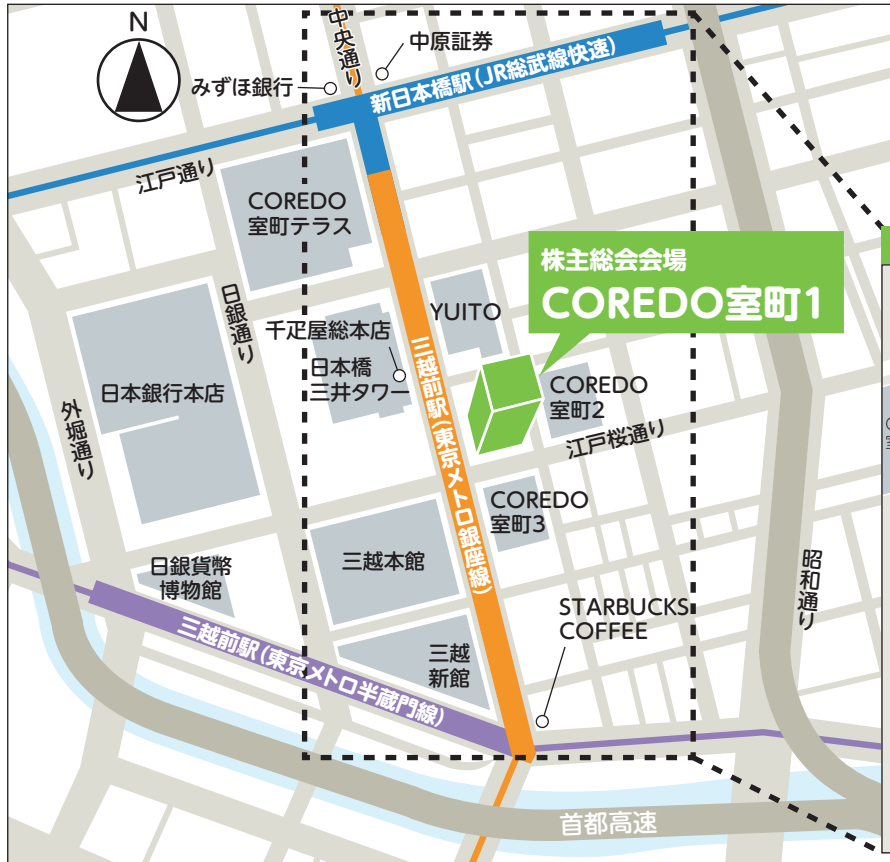 N
中央通り
中原証券
みずほ銀行
新日本橋駅(JR総武線快速)
江戸通り
COREDO
室町テラス
株主総会会場
COREDO室町1
日銀通り
YUITO
千疋屋総本店
日本橋
三井タワー
三越前駅(東京メトロ銀座線)
COREDO
室町2
日本銀行本店
外堀通り
江戸桜通り
COREDO
室町3
三越本館
日銀貨幣
博物館
昭和通り
STARBUCKS
COFFEE
三越
新館
三越前駅(東京メトロ半蔵門線)
首都高速